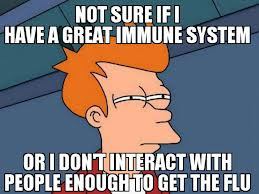 NOT SURE IF I
HAVE A GREAT IMMUNE SYSTEM
OR I DON'T INTERACT WITH
PEOPLE ENOUGH TO GET THE FLU